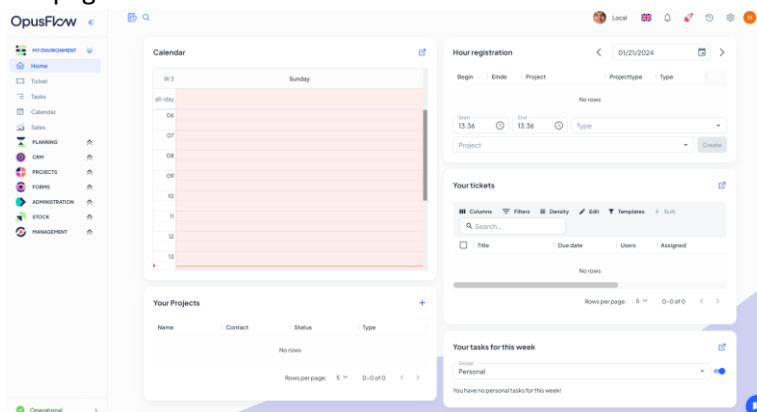 OpusFlow
Local
MY ENVIRONMENT
Home
Ticket
Tasks
Calendar
Sales
PLANNING
CRM
PROJECTS
FORMS
ADMINISTRATION
STOCK
MANAGEMENT
Operational
Calendar
W 3 Sunday
all-day
06
07
08
09
10
11
12
13
Your Projects
Name Contact Status Type
No rows
Rows per page: 5 0-0 of 0
Hour registration
01/21/2024
Begin Einde Project Projecttype Type
No rows
Start End
13:36 13:36 Type
Project Create
Your tickets
Columns Filters Density Edit Templates Bulk
Search...
Title Due date Users Assigned
No rows
Rows per page: 5 0-0 of 0
Your tasks for this week
Group
Personal
You have no personal tasks for this week!
H